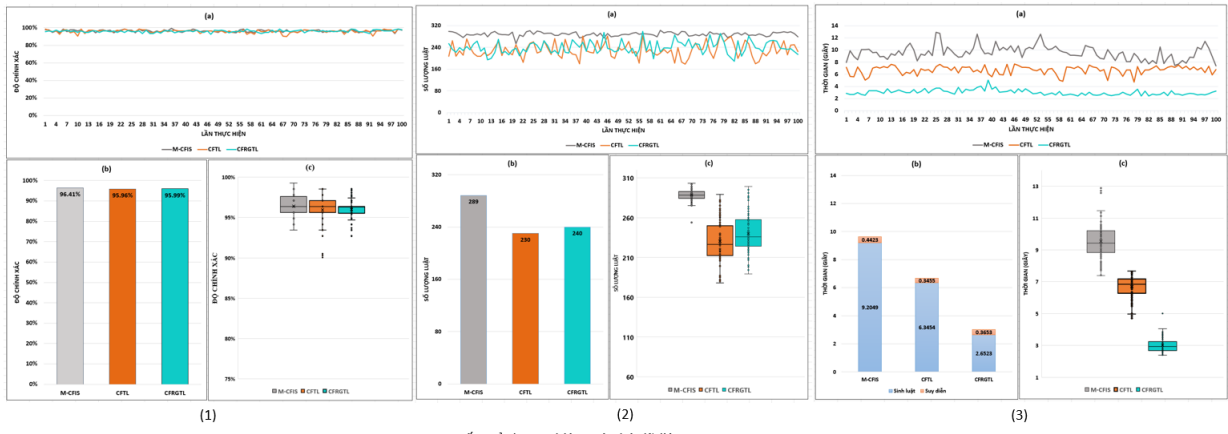 (a)
100%
80%
60%
40%
20%
0%
ĐỘ CHÍNH XÁC
1 4 7 10 13 16 19 22 25 28 31 34 37 40 43 46 49 52 55 58 61 64 67 70 73 76 79 82 85 88 91 94 97 100
LẦN THỰC HIỆN
M-CFIS CFTL CFRGTL
(b)
100%
90%
80%
70%
60%
50%
40%
30%
20%
10%
0%
ĐỘ CHÍNH XÁC
96.41%
95.96%
95.99%
M-CFIS CFTL CFRGTL
(c)
100%
95%
90%
85%
80%
75%
ĐỘ CHÍNH XÁC
M-CFIS CFTL CFRGTL
(1)
(a)
320
240
160
80
0
SỐ LƯỢNG LUẬT
1 4 7 10 13 16 19 22 25 28 31 34 37 40 43 46 49 52 55 58 61 64 67 70 73 76 79 82 85 88 91 94 97 100
LẦN THỰC HIỆN
M-CFIS CFTL CFRGTL
(b)
320
240
160
80
0
SỐ LƯỢNG LUẬT
289
230
240
M-CFIS CFTL CFRGTL
(c)
310
260
210
160
110
60
SỐ LƯỢNG LUẬT
M-CFIS CFTL CFRGTL
(2)
(a)
14
12
10
8
6
4
2
0
THỜI GIAN (GIÂY)
1 4 7 10 13 16 19 22 25 28 31 34 37 40 43 46 49 52 55 58 61 64 67 70 73 76 79 82 85 88 91 94 97 100
LẦN THỰC HIỆN
M-CFIS CFTL CFRGTL
(b)
14
12
10
8
6
4
2
0
THỜI GIAN (GIÂY)
0.4423
9.2049
0.3455
6.3454
0.3653
2.6523
M-CFIS CFTL CFRGTL
Sinh luật Suy diễn
(c)
13
11
9
7
5
3
1
THỜI GIAN (GIÂY)
M-CFIS CFTL CFRGTL
(3)